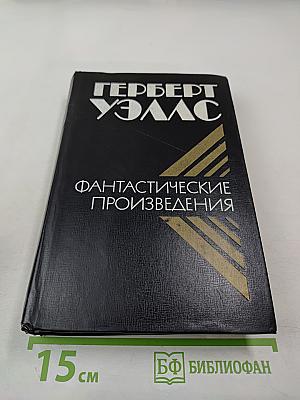 ГЕРБЕРТ
УЭЛЛС
ФАНТАСТИЧЕСКИЕ
ПРОИЗВЕДЕНИЯ
15 см
БФ БИБЛИОФАН